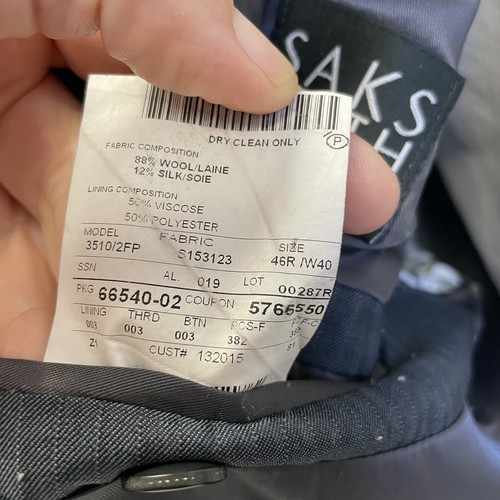 SAKS
TH
DRY CLEAN ONLY
P
FABRIC COMPOSITION
88% WOOL/LAINE
12% SILK/SOIE
LINING COMPOSITION
50% VISCOSE
50% POLYESTER
MODEL FABRIC SIZE
3510/2FP S153123 46R /W40
SSN AL. 019 LOT 00287R
PKG 66540-02 COUPON 5766550
LINING THRD BTN PCS-F
003 003 003 382
21 CUST# 132015